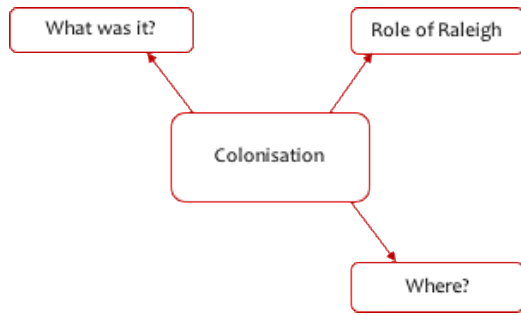 What was it?
Role of Raleigh
Colonisation
Where?